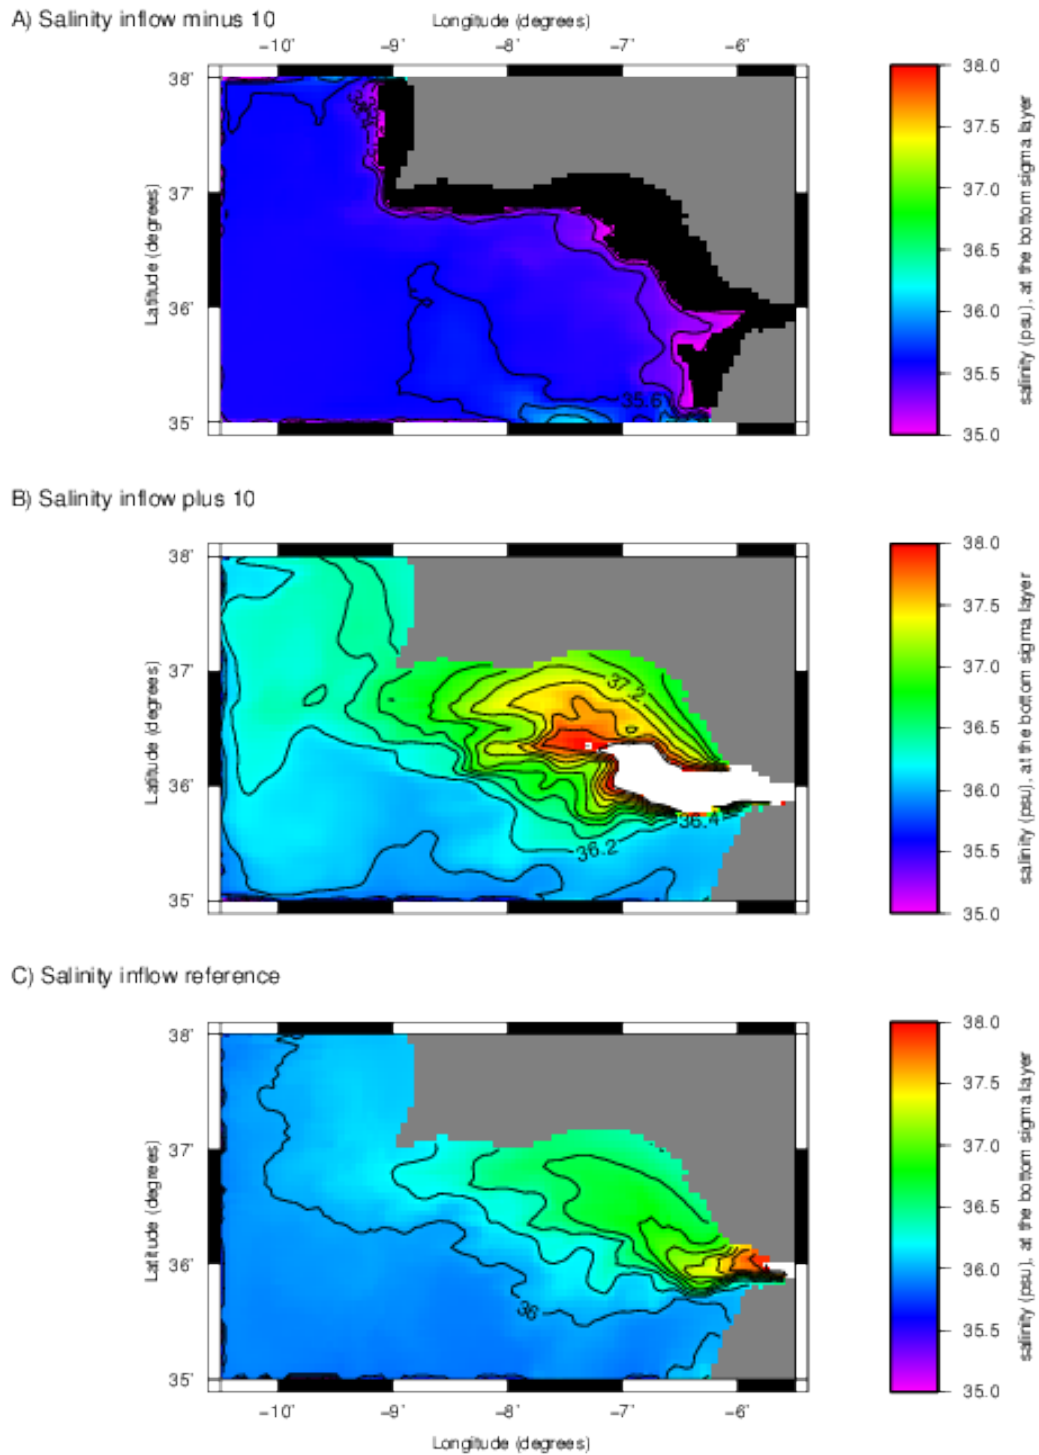 A) Salinity inflow minus 10
Longitude (degrees)
−10˚ −9˚ −8˚ −7˚ −6˚
38˚
37˚
36˚
35˚
Latitude (degrees)
35.6
38.0
37.5
37.0
36.5
36.0
35.5
35.0
salinity (psu), at the bottom sigma layer
B) Salinity inflow plus 10
38˚
37˚
36˚
35˚
Latitude (degrees)
37.2
36.4
36.2
38.0
37.5
37.0
36.5
36.0
35.5
35.0
salinity (psu), at the bottom sigma layer
C) Salinity inflow reference
38˚
37˚
36˚
35˚
Latitude (degrees)
36
38.0
37.5
37.0
36.5
36.0
35.5
35.0
salinity (psu), at the bottom sigma layer
−10˚ −9˚ −8˚ −7˚ −6˚
Longitude (degrees)